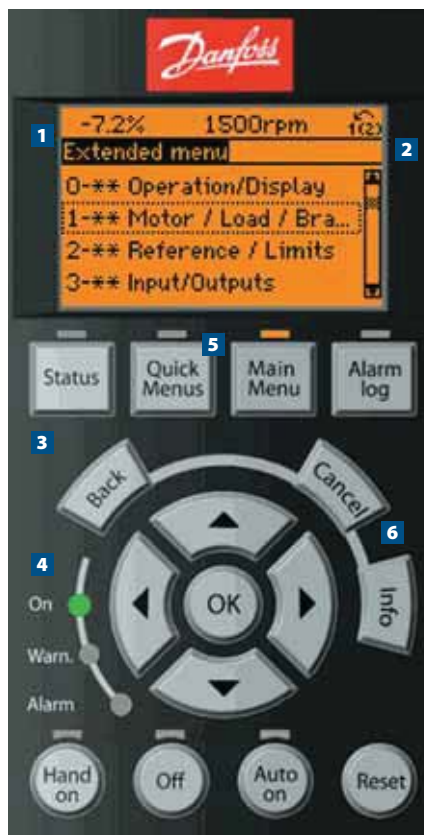 Danfoss
1
-7.2% 1500rpm 1(2)
2
Extended menu
0-** Operation/Display
1-** Motor / Load / Bra...
2-** Reference / Limits
3-** Input/Outputs
5
Status
Quick
Menus
Main
Menu
Alarm
log
3
Back
Cancel
6
4
OK
Info
On
Warn.
Alarm
Hand
on
Off
Auto
on
Reset